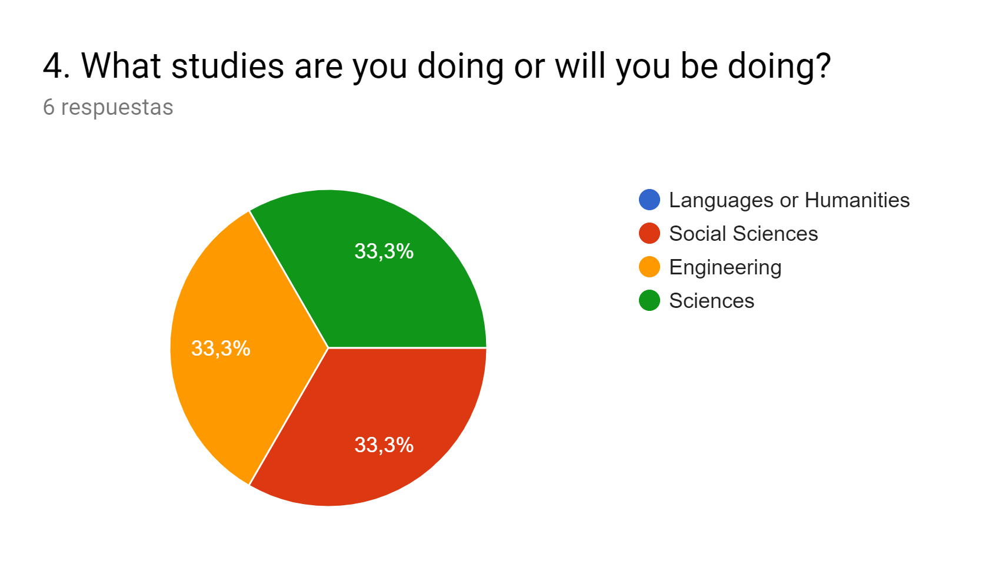 4. What studies are you doing or will you be doing?
6 respuestas
33,3%
33,3%
33,3%
Languages or Humanities
Social Sciences
Engineering
Sciences